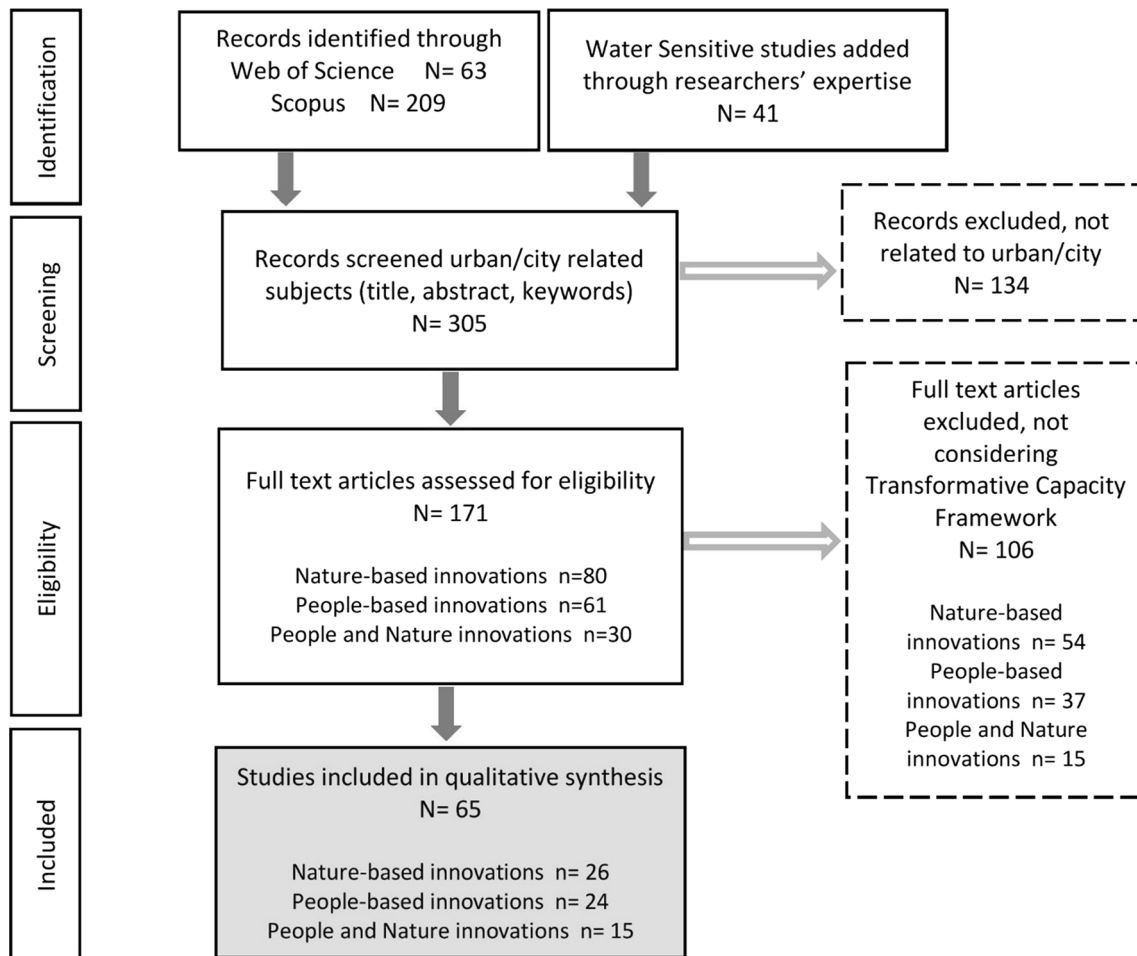 Identification
Records identified through
Web of Science N= 63
Scopus N= 209
Water Sensitive studies added
through researchers’ expertise
N= 41
Screening
Records screened urban/city related
subjects (title, abstract, keywords)
N= 305
Records excluded, not
related to urban/city
N= 134
Eligibility
Full text articles assessed for eligibility
N= 171
Nature-based innovations n=80
People-based innovations n=61
People and Nature innovations n=30
Full text articles
excluded, not
considering
Transformative Capacity
Framework
N= 106
Nature-based
innovations n= 54
People-based
innovations n= 37
People and Nature
innovations n= 15
Included
Studies included in qualitative synthesis
N= 65
Nature-based innovations n= 26
People-based innovations n= 24
People and Nature innovations n= 15